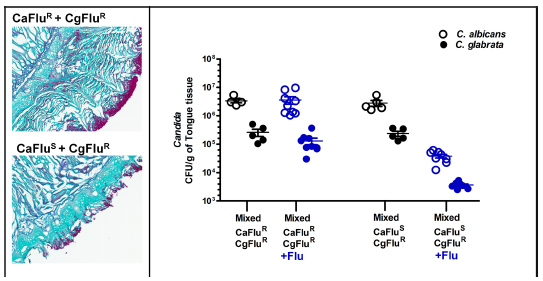 CaFluR + CgFluR
CaFluS + CgFluR
C. albicans
C. glabrata
Candida
CFU/g of Tongue tissue
10⁸
10⁷
10⁶
10⁵
10⁴
10³
Mixed Mixed Mixed Mixed
CaFluR CaFluR CaFluS CaFluS
CgFluR CgFluR CgFluR CgFluR
+Flu +Flu